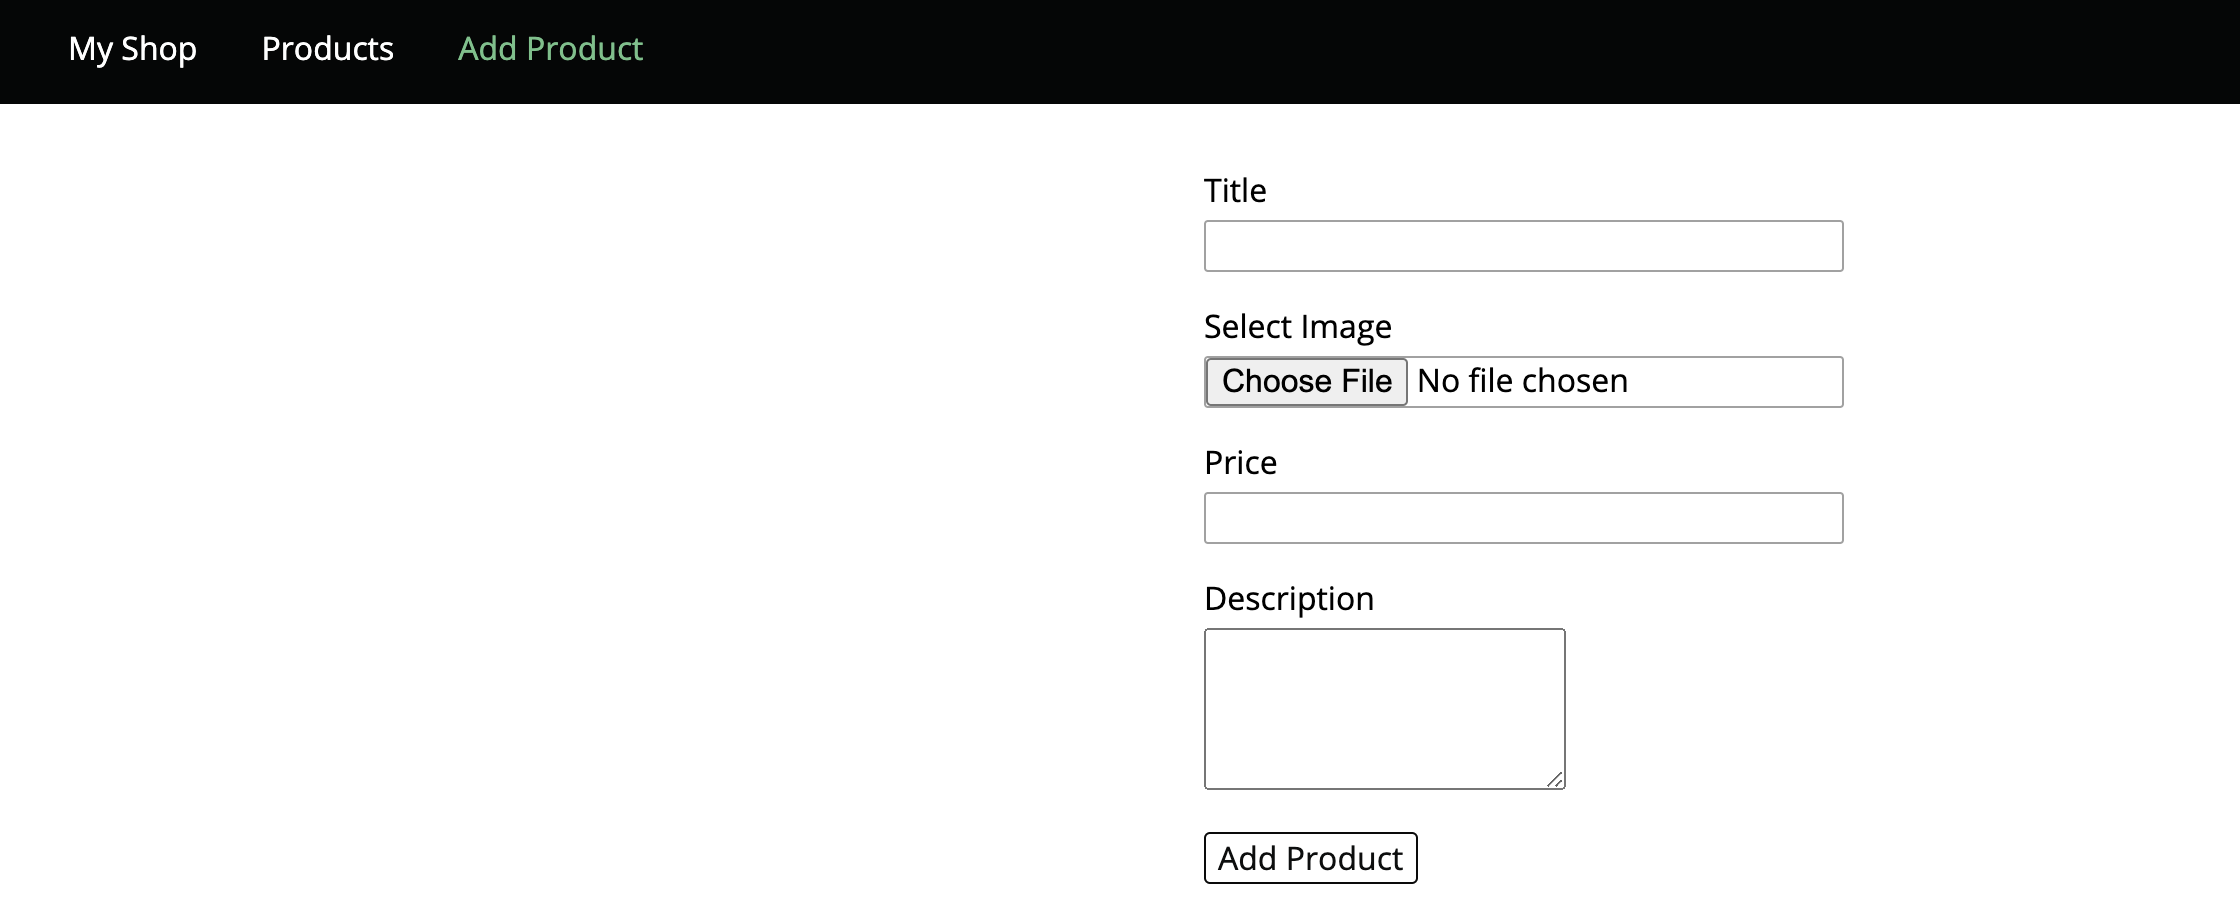 My Shop Products Add Product
Title
Select Image
Choose File No file chosen
Price
Description
Add Product